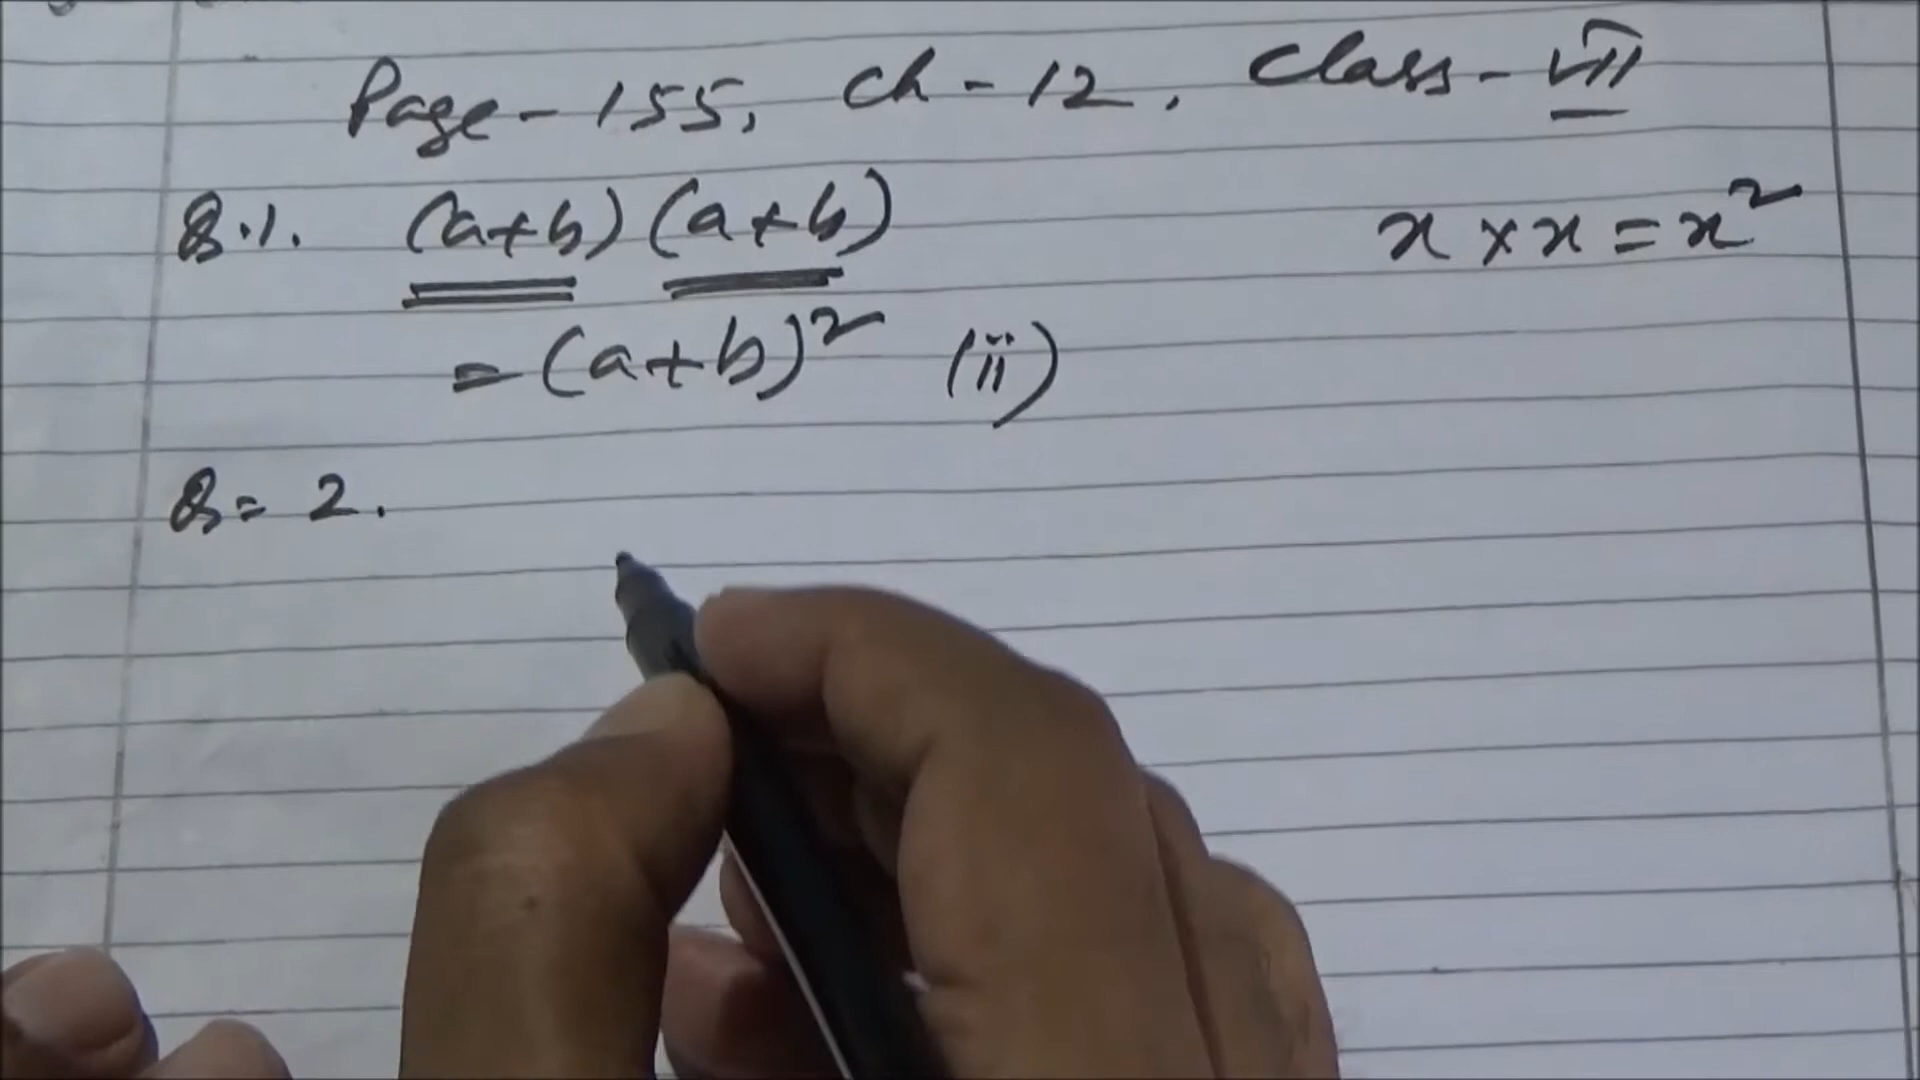 Page - 155, Ch - 12, Class - VII
Q.1. (a+b)(a+b) x × x = x²
= (a+b)² (ii)
Q = 2.